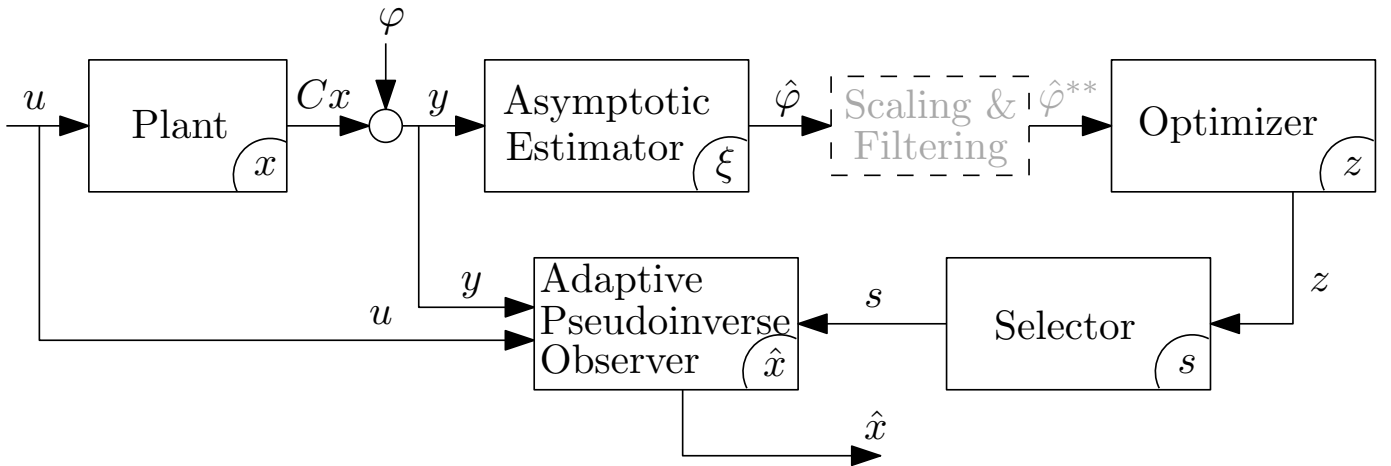 φ
u
Plant
x
Cx
y
Asymptotic
Estimator
ξ
φ̂
Scaling &
Filtering
φ̂**
Optimizer
z
y
u
Adaptive
Pseudoinverse
Observer
x̂
s
Selector
s
z
x̂